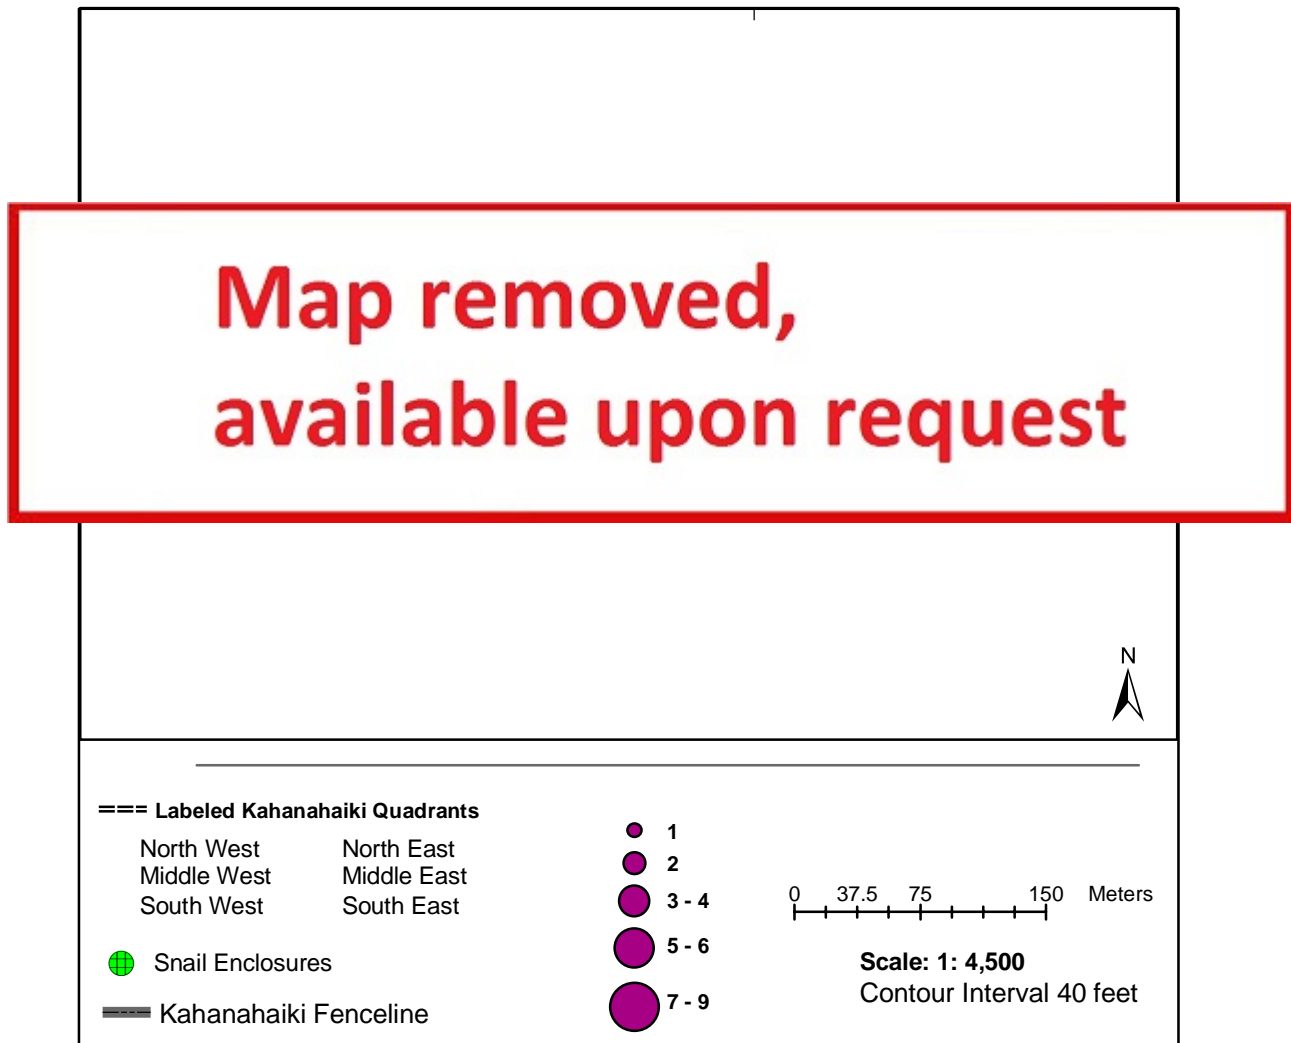 Map removed,
available upon request
N
Labeled Kahanahaiki Quadrants
North West North East
Middle West Middle East
South West South East
Snail Enclosures
Kahanahaiki Fenceline
1
2
3 - 4
5 - 6
7 - 9
0 37.5 75 150 Meters
Scale: 1: 4,500
Contour Interval 40 feet